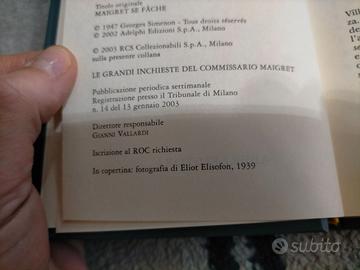 Titolo originale
MAIGRET SE FÂCHE
© 1947 Georges Simenon - Tous droits réservés
© 2002 Adelphi Edizioni S.p.A., Milano
© 2003 RCS Collezionabili S.p.A., Milano
sulla presente collana
LE GRANDI INCHIESTE DEL COMMISSARIO MAIGRET
Pubblicazione periodica settimanale
Registrazione presso il Tribunale di Milano
n. 14 del 13 gennaio 2003
Direttore responsabile
GIANNI VALLARDI
Iscrizione al ROC richiesta
In copertina: fotografia di Eliot Elisofon, 1939
subito